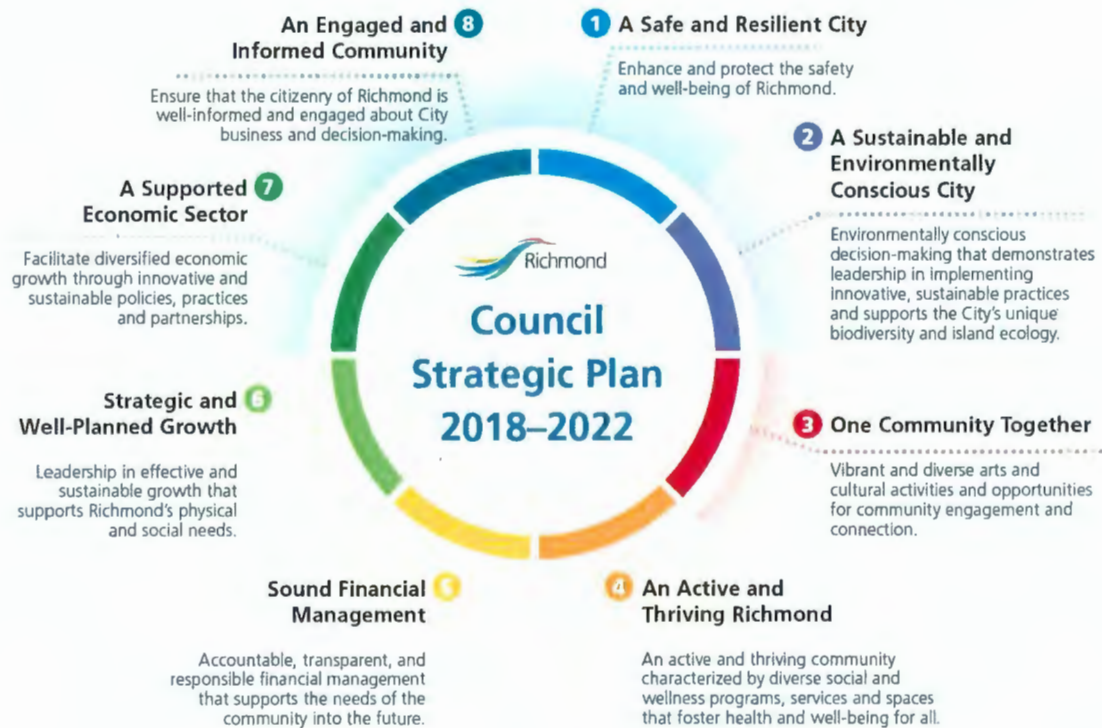 An Engaged and
Informed Community
8
Ensure that the citizenry of Richmond is
well-informed and engaged about City
business and decision-making.
1
A Safe and Resilient City
Enhance and protect the safety
and well-being of Richmond.
2
A Sustainable and
Environmentally
Conscious City
Environmentally conscious
decision-making that demonstrates
leadership in implementing
innovative, sustainable practices
and supports the City's unique
biodiversity and island ecology.
3
One Community Together
Vibrant and diverse arts and
cultural activities and opportunities
for community engagement and
connection.
4
An Active and
Thriving Richmond
An active and thriving community
characterized by diverse social and
wellness programs, services and spaces
that foster health and well-being for all.
Sound Financial
Management
5
Accountable, transparent, and
responsible financial management
that supports the needs of the
community into the future.
Strategic and
Well-Planned Growth
6
Leadership in effective and
sustainable growth that
supports Richmond's physical
and social needs.
A Supported
Economic Sector
7
Facilitate diversified economic
growth through innovative and
sustainable policies, practices
and partnerships.
Richmond
Council
Strategic Plan
2018–2022